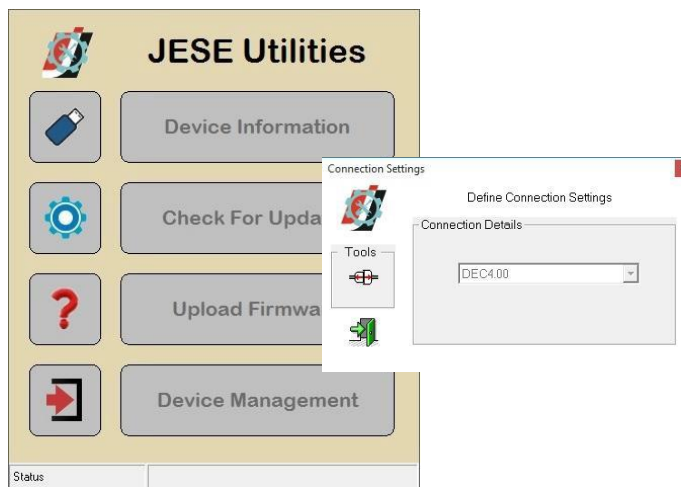 JESE Utilities
Device Information
Check For Upda
Upload Firmwa
Device Management
Status
Connection Settings
Define Connection Settings
Connection Details
Tools
DEC4.00